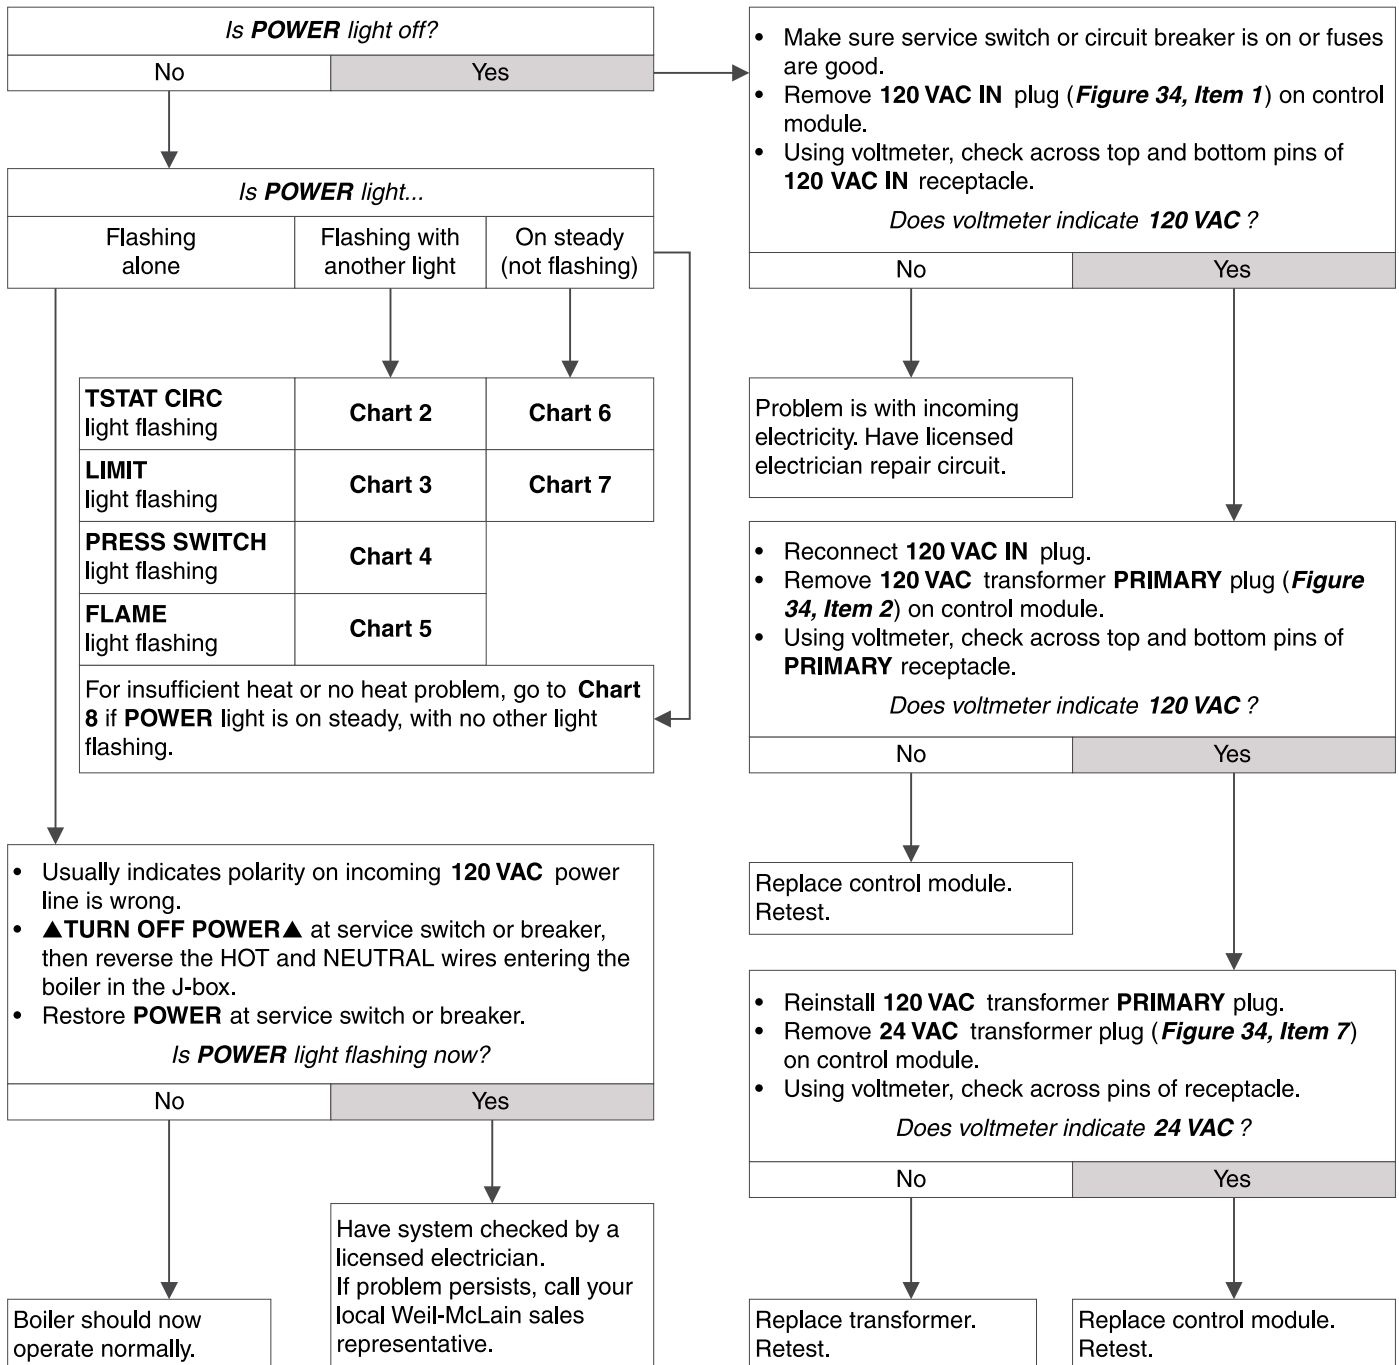 Is POWER light off?
No
Yes
Is POWER light...
Flashing
alone
Flashing with
another light
On steady
(not flashing)
TSTAT CIRC
light flashing
Chart 2
Chart 6
LIMIT
light flashing
Chart 3
Chart 7
PRESS SWITCH
light flashing
Chart 4
FLAME
light flashing
Chart 5
For insufficient heat or no heat problem, go to Chart
8 if POWER light is on steady, with no other light
flashing.
• Usually indicates polarity on incoming 120 VAC power
line is wrong.
• ▲TURN OFF POWER▲ at service switch or breaker,
then reverse the HOT and NEUTRAL wires entering the
boiler in the J-box.
• Restore POWER at service switch or breaker.
Is POWER light flashing now?
No
Yes
Boiler should now
operate normally.
Have system checked by a
licensed electrician.
If problem persists, call your
local Weil-McLain sales
representative.
• Make sure service switch or circuit breaker is on or fuses
are good.
• Remove 120 VAC IN plug (Figure 34, Item 1) on control
module.
• Using voltmeter, check across top and bottom pins of
120 VAC IN receptacle.
Does voltmeter indicate 120 VAC ?
No
Yes
Problem is with incoming
electricity. Have licensed
electrician repair circuit.
• Reconnect 120 VAC IN plug.
• Remove 120 VAC transformer PRIMARY plug (Figure
34, Item 2) on control module.
• Using voltmeter, check across top and bottom pins of
PRIMARY receptacle.
Does voltmeter indicate 120 VAC ?
No
Yes
Replace control module.
Retest.
• Reinstall 120 VAC transformer PRIMARY plug.
• Remove 24 VAC transformer plug (Figure 34, Item 7)
on control module.
• Using voltmeter, check across pins of receptacle.
Does voltmeter indicate 24 VAC ?
No
Yes
Replace transformer.
Retest.
Replace control module.
Retest.